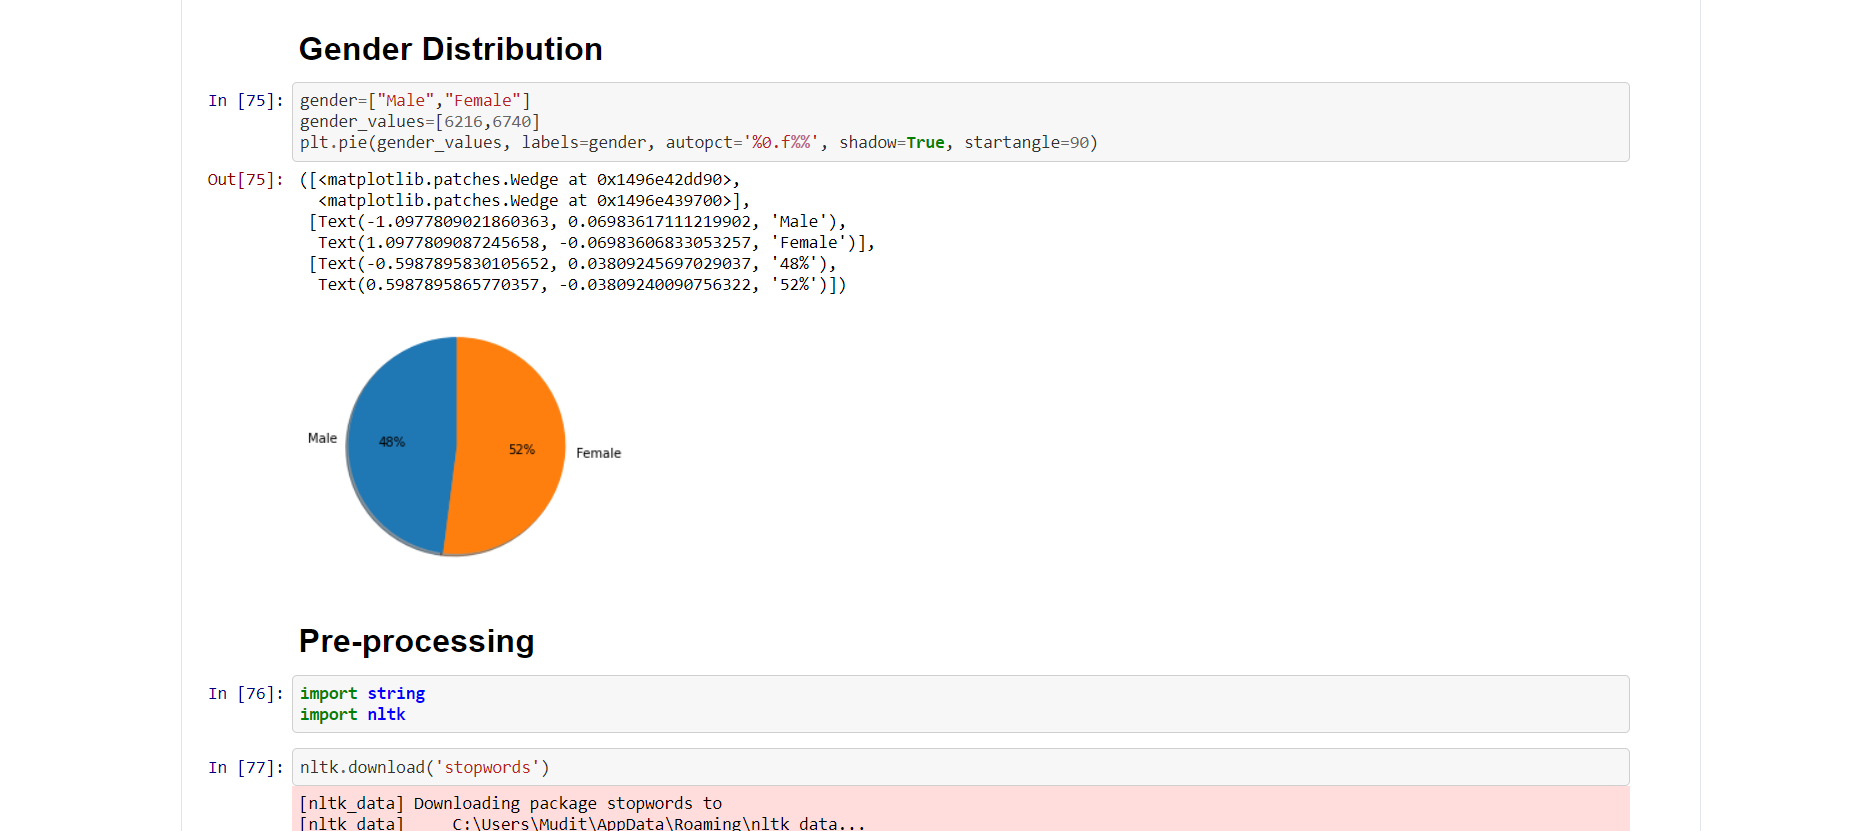 Gender Distribution
In [75]: gender=["Male","Female"]
gender_values=[6216,6740]
plt.pie(gender_values, labels=gender, autopct='%0.f%%', shadow=True, startangle=90)
Out[75]: ([<matplotlib.patches.Wedge at 0x1496e42dd90>,
<matplotlib.patches.Wedge at 0x1496e439700>],
[Text(-1.0977809021860363, 0.06983617111219902, 'Male'),
Text(1.0977809087245658, -0.06983606833053257, 'Female')],
[Text(-0.5987895830105652, 0.03809245697029037, '48%'),
Text(0.5987895865770357, -0.03809240090756322, '52%')])
Male 48% 52% Female
Pre-processing
In [76]: import string
import nltk
In [77]: nltk.download('stopwords')
[nltk_data] Downloading package stopwords to
[nltk_data]     C:\Users\Mudit\AppData\Roaming\nltk_data...